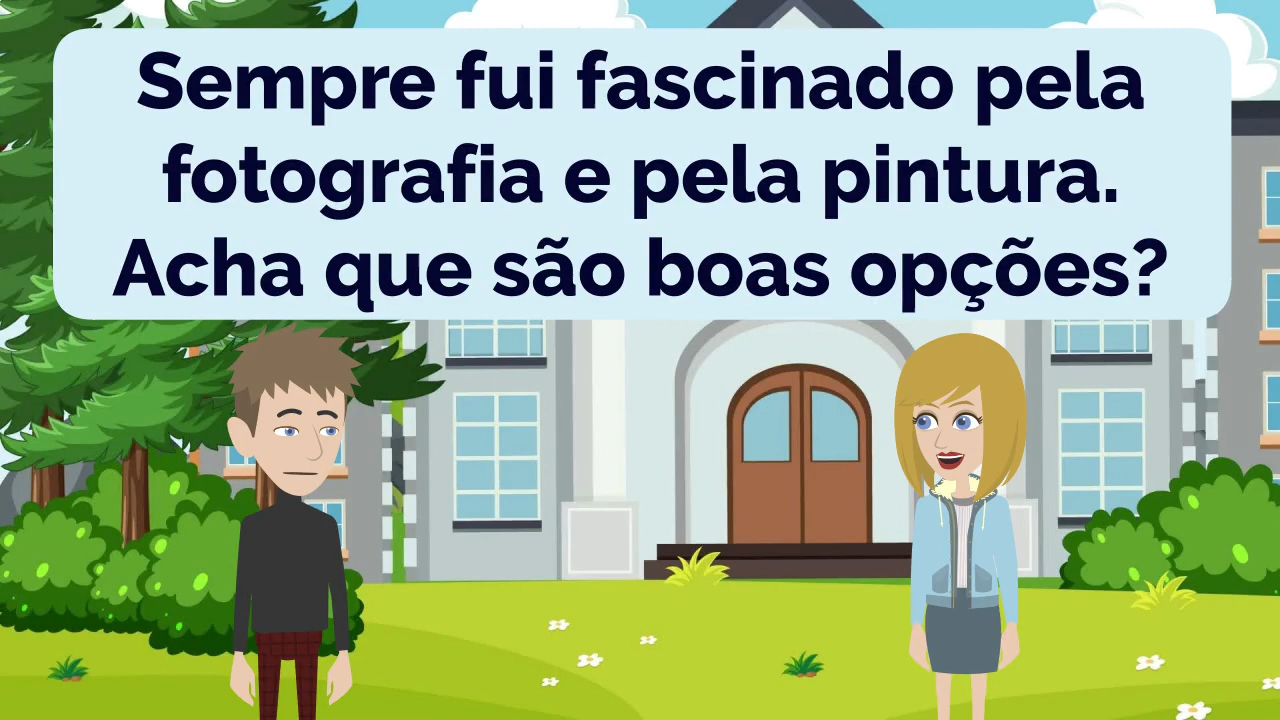 Sempre fui fascinado pela
fotografia e pela pintura.
Acha que são boas opções?